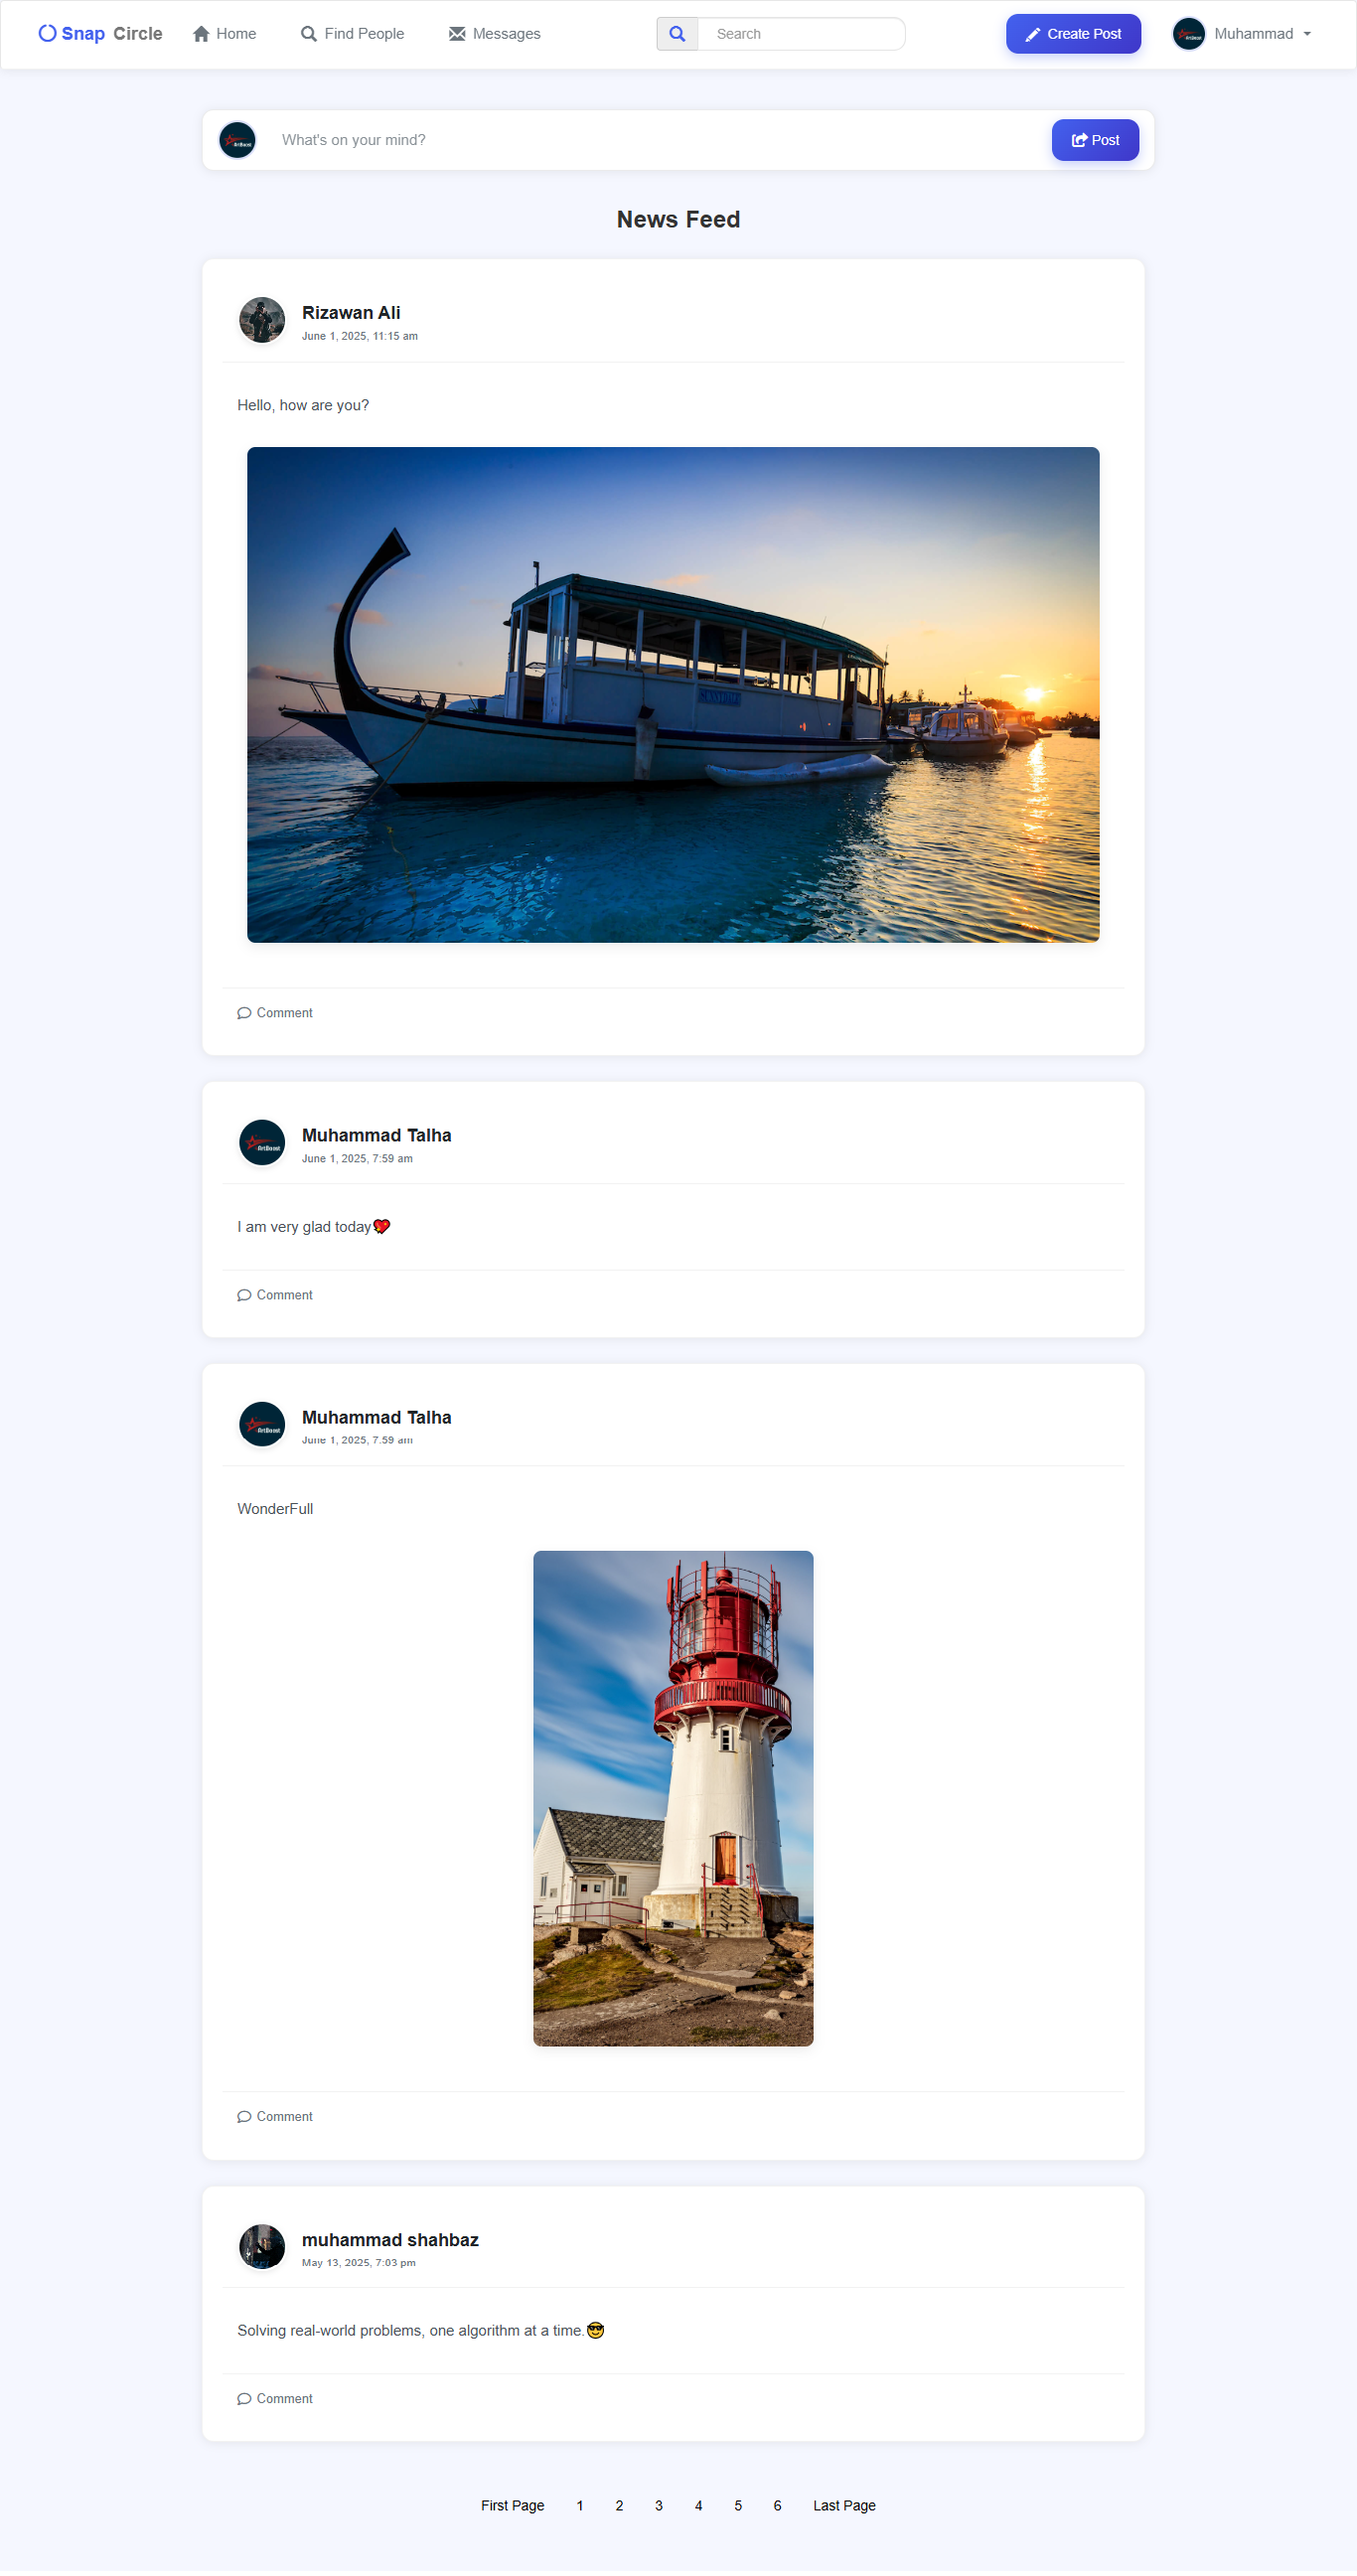 Snap Circle Home Find People Messages Search Create Post Muhammad
What's on your mind? Post
News Feed
Rizawan Ali
June 1, 2025, 11:15 am
Hello, how are you?
Comment
Muhammad Talha
June 1, 2025, 7:59 am
I am very glad today💖
Comment
Muhammad Talha
June 1, 2025, 7:59 am
WonderFull
Comment
muhammad shahbaz
May 13, 2025, 7:03 pm
Solving real-world problems, one algorithm at a time.😎
Comment
First Page 1 2 3 4 5 6 Last Page